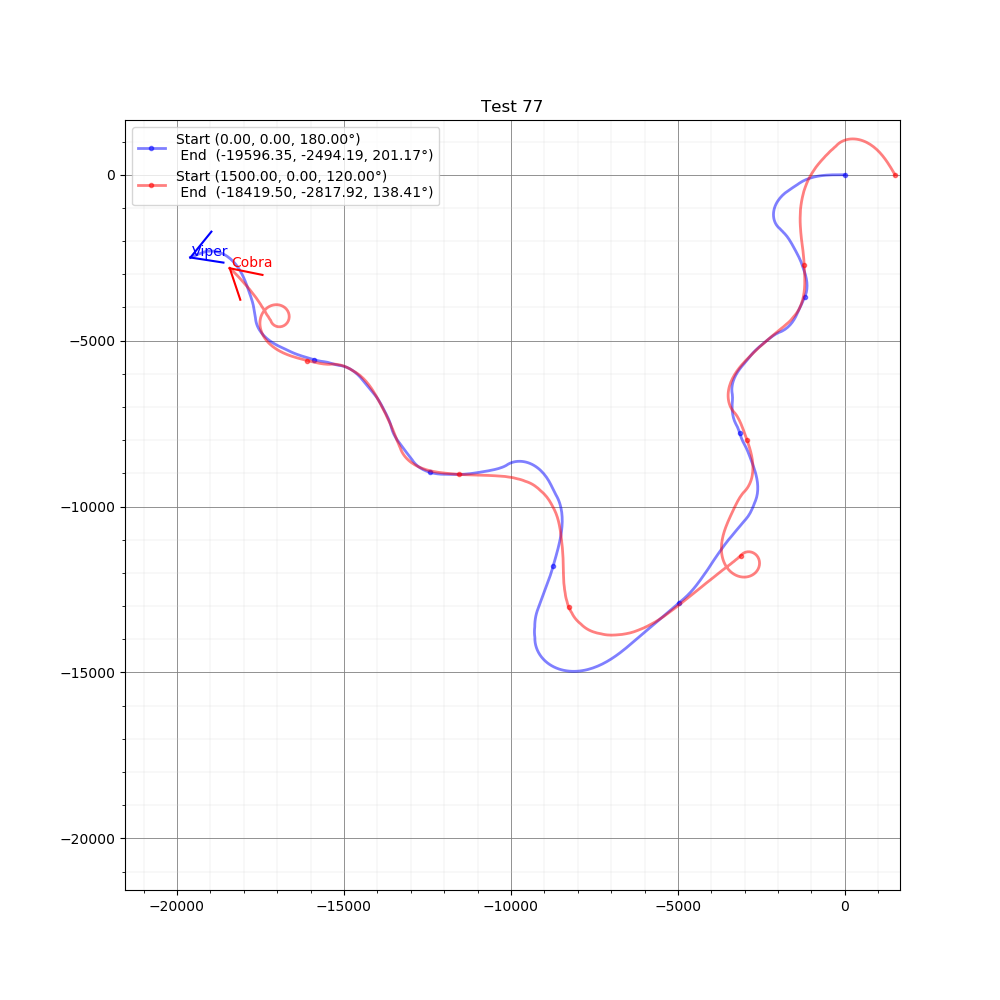 Test 77
Start (0.00, 0.00, 180.00°)
End  (-19596.35, -2494.19, 201.17°)
Start (1500.00, 0.00, 120.00°)
End  (-18419.50, -2817.92, 138.41°)
0
Viper
Cobra
−5000
−10000
−15000
−20000
−20000
−15000
−10000
−5000
0